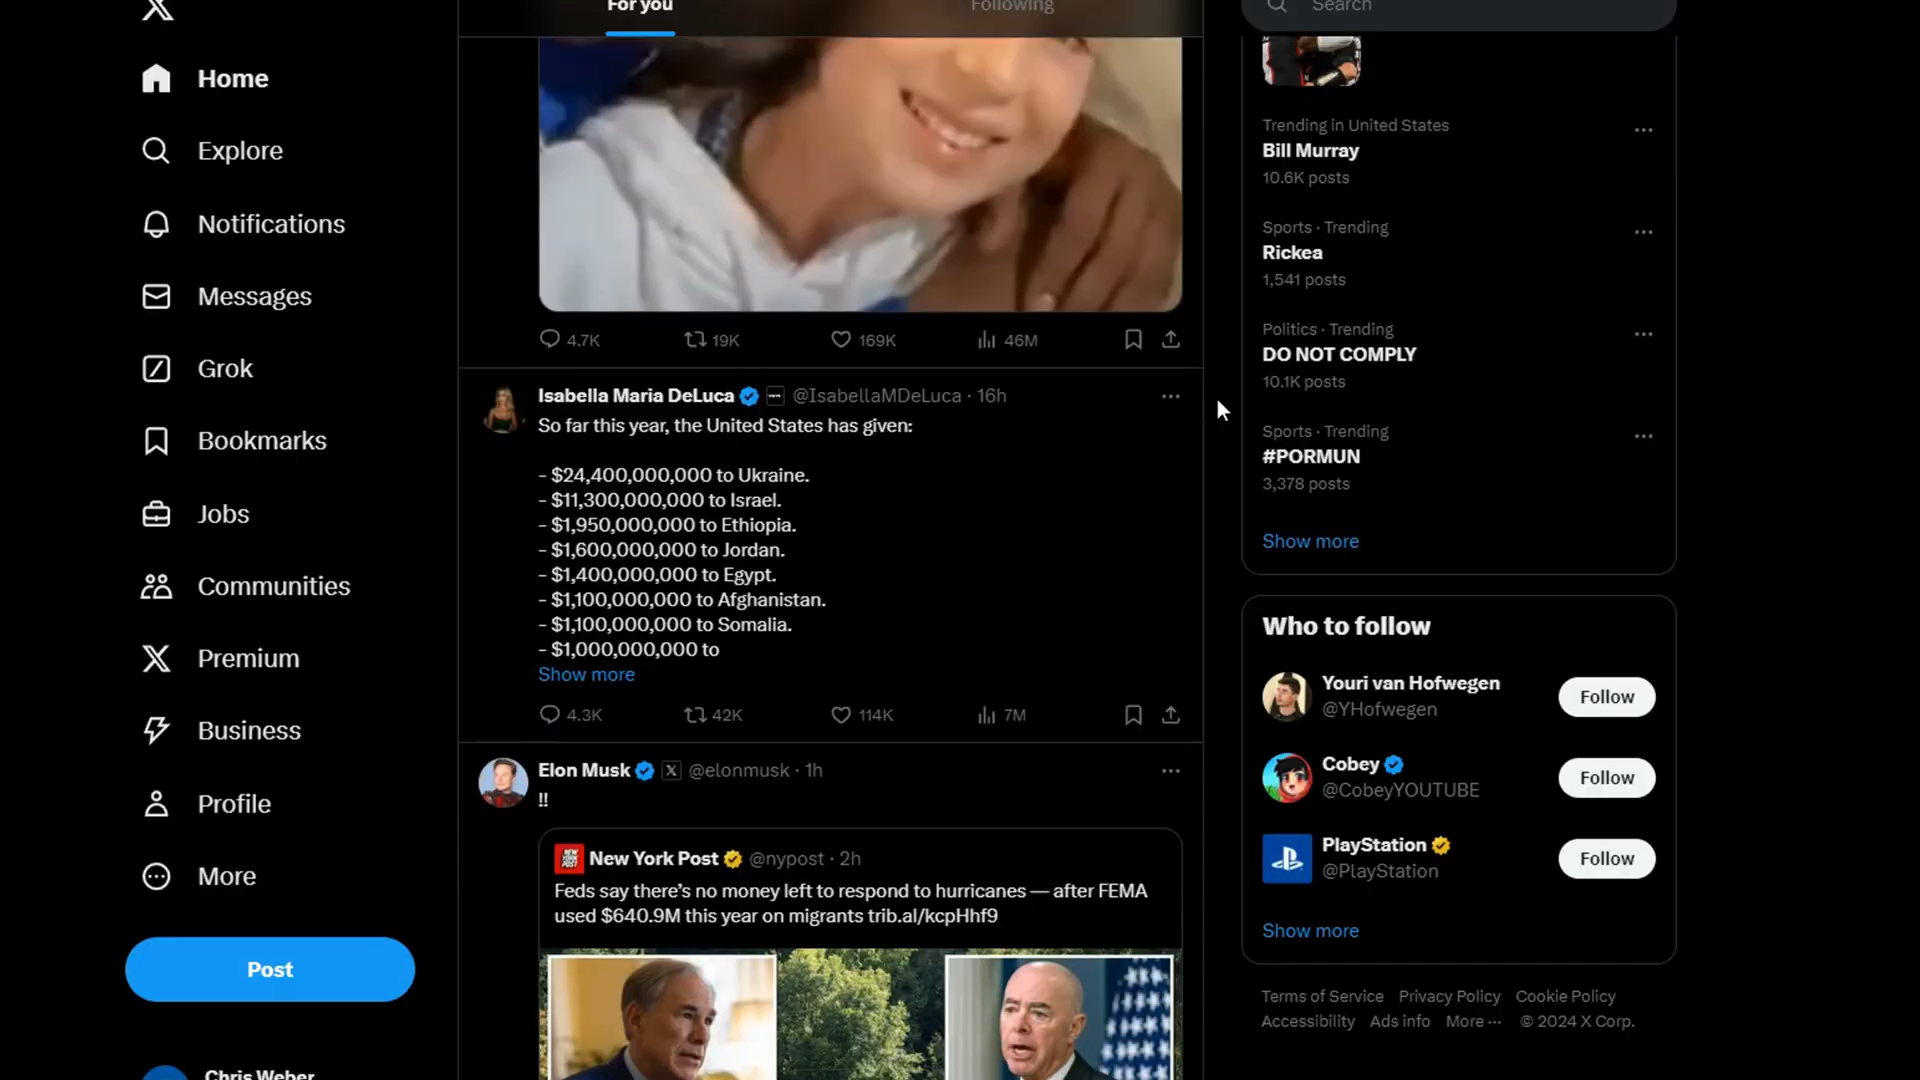 For you
Following
Search
Home
Explore
Notifications
Messages
Grok
Bookmarks
Jobs
Communities
Premium
Business
Profile
More
Post
Chris Weber
4.7K
19K
169K
46M
Isabella Maria DeLuca @IsabellaMDeLuca · 16h
So far this year, the United States has given:
- $24,400,000,000 to Ukraine.
- $11,300,000,000 to Israel.
- $1,950,000,000 to Ethiopia.
- $1,600,000,000 to Jordan.
- $1,400,000,000 to Egypt.
- $1,100,000,000 to Afghanistan.
- $1,100,000,000 to Somalia.
- $1,000,000,000 to
Show more
4.3K
42K
114K
7M
Elon Musk @elonmusk · 1h
!!
NEW YORK POST
New York Post @nypost · 2h
Feds say there's no money left to respond to hurricanes — after FEMA
used $640.9M this year on migrants trib.al/kcpHhf9
Trending in United States
Bill Murray
10.6K posts
Sports · Trending
Rickea
1,541 posts
Politics · Trending
DO NOT COMPLY
10.1K posts
Sports · Trending
#PORMUN
3,378 posts
Show more
Who to follow
Youri van Hofwegen
@YHofwegen
Follow
Cobey
@CobeyYOUTUBE
Follow
PlayStation
@PlayStation
Follow
Show more
Terms of Service Privacy Policy Cookie Policy
Accessibility Ads info More ··· © 2024 X Corp.